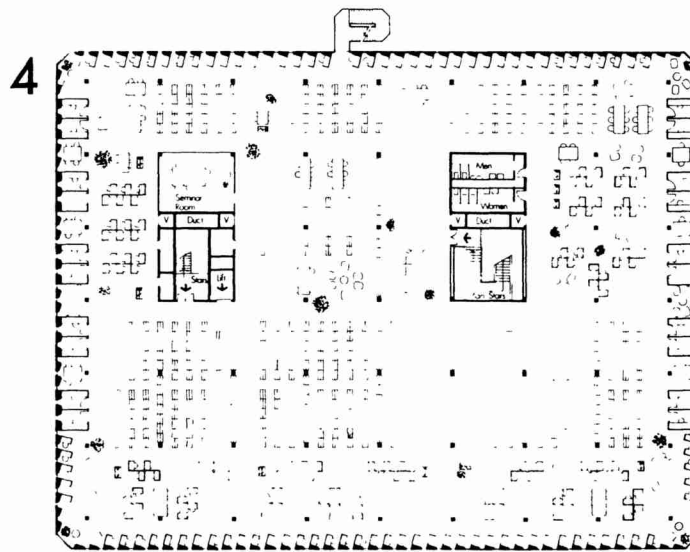 4
Men
Seminar
Room
Women
V
Duct
V
V
Duct
V
Stairs
Lift
Stairs